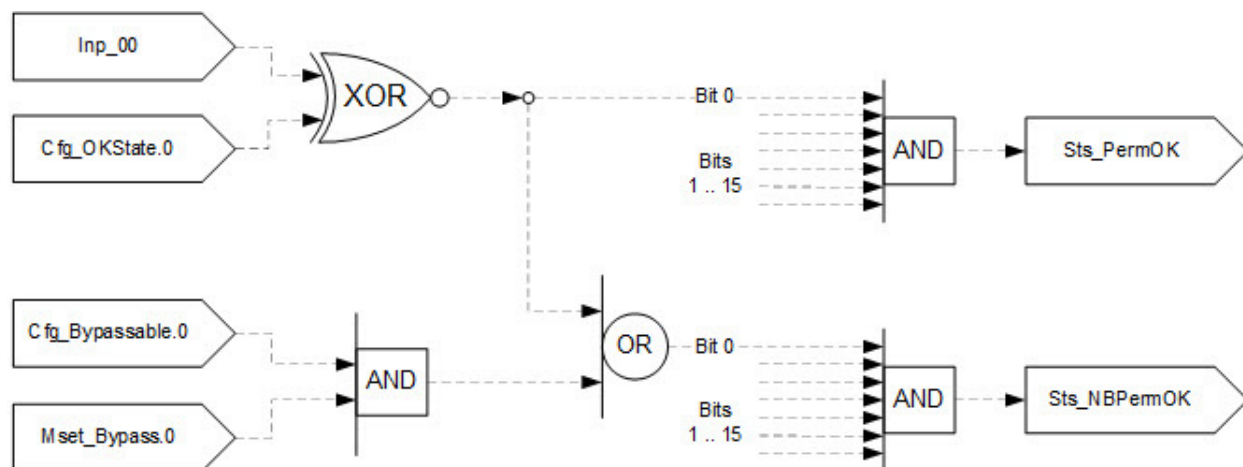 Inp_00
XOR
Cfg_OKState.0
Bit 0
Bits
1 .. 15
AND
Sts_PermOK
Cfg_Bypassable.0
Mset_Bypass.0
AND
OR
Bit 0
Bits
1 .. 15
AND
Sts_NBPermOK